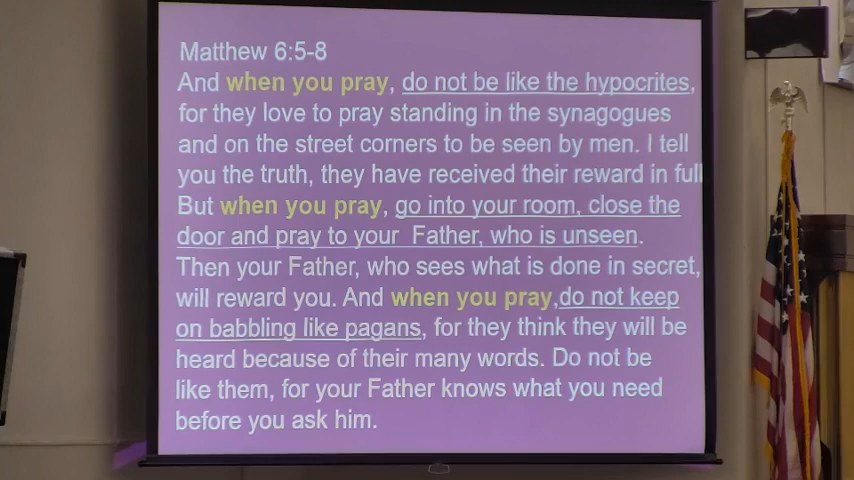 Matthew 6:5-8
And when you pray, do not be like the hypocrites,
for they love to pray standing in the synagogues
and on the street corners to be seen by men. I tell
you the truth, they have received their reward in full
But when you pray, go into your room, close the
door and pray to your Father, who is unseen.
Then your Father, who sees what is done in secret,
will reward you. And when you pray,do not keep
on babbling like pagans, for they think they will be
heard because of their many words. Do not be
like them, for your Father knows what you need
before you ask him.